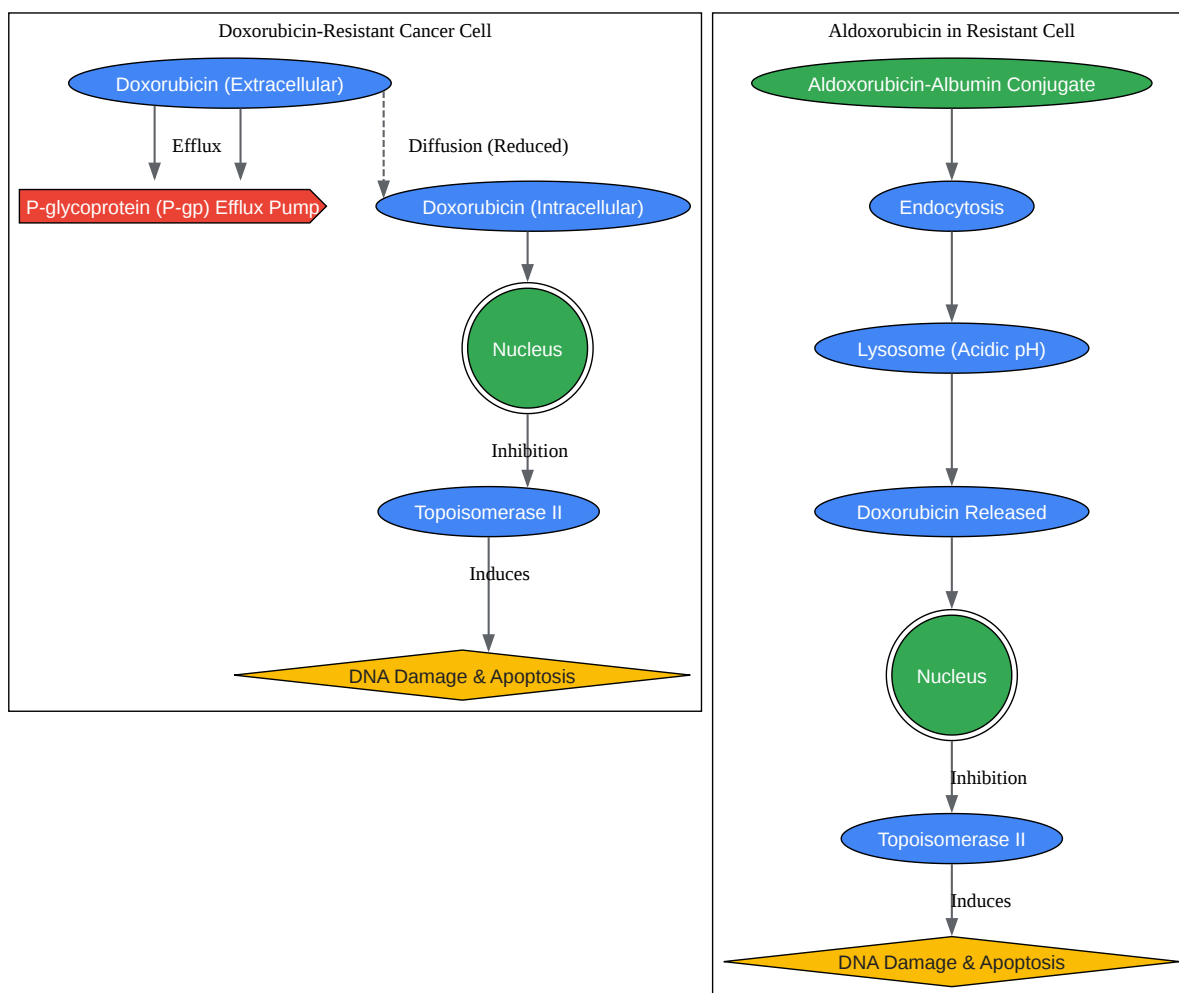 Doxorubicin-Resistant Cancer Cell
Doxorubicin (Extracellular)
Efflux
Diffusion (Reduced)
P-glycoprotein (P-gp) Efflux Pump
Doxorubicin (Intracellular)
Nucleus
Inhibition
Topoisomerase II
Induces
DNA Damage & Apoptosis
Aldoxorubicin in Resistant Cell
Aldoxorubicin-Albumin Conjugate
Endocytosis
Lysosome (Acidic pH)
Doxorubicin Released
Nucleus
Inhibition
Topoisomerase II
Induces
DNA Damage & Apoptosis